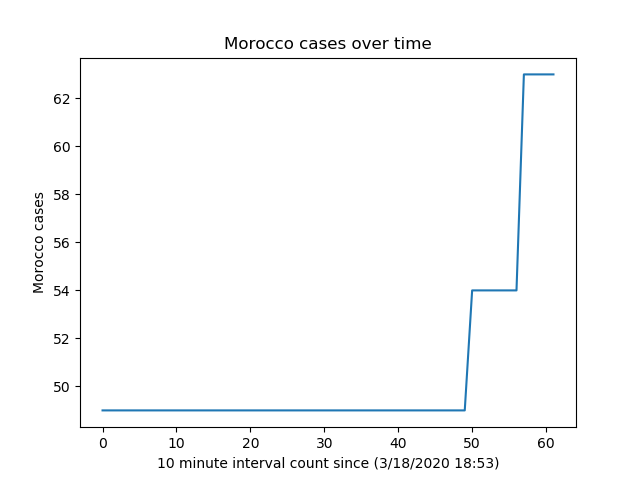 Morocco cases over time
Morocco cases
62
60
58
56
54
52
50
0 10 20 30 40 50 60
10 minute interval count since (3/18/2020 18:53)